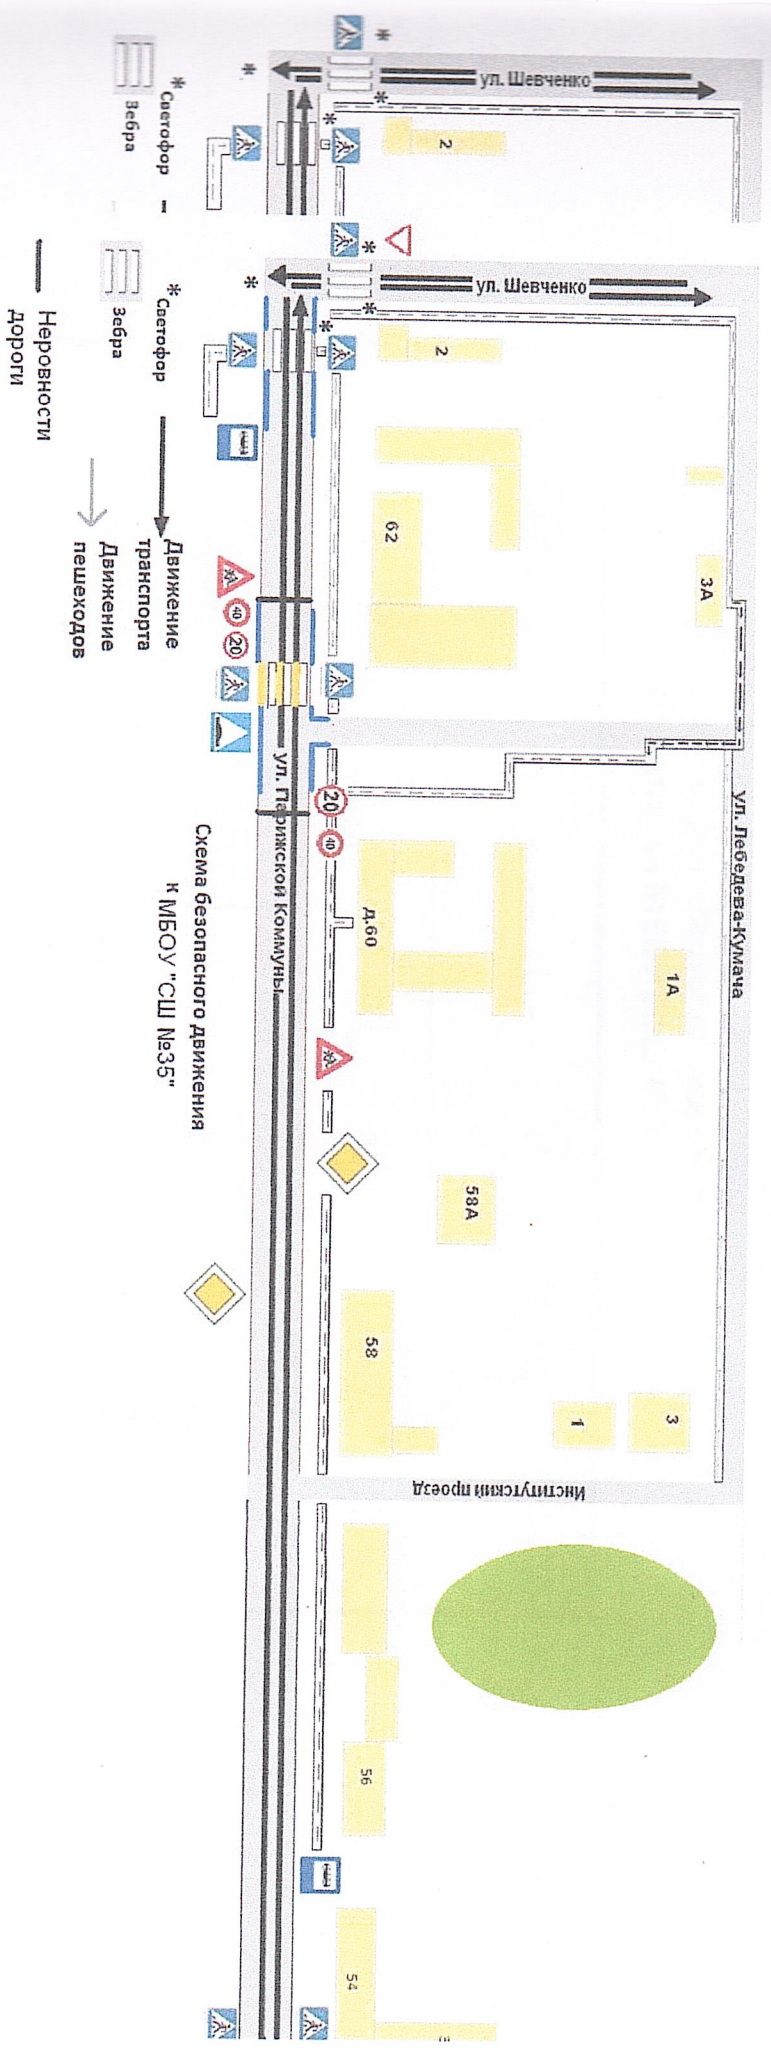 ул. Шевченко
2
Светофор
Зебра
ул. Шевченко
2
62
3А
Светофор
Зебра
Неровности
дороги
Движение
транспорта
Движение
пешеходов
40
20
ул. Парижской Коммуны
20
40
ул. Лебедева-Кумача
д.60
1А
Схема безопасного движения
к МБОУ "СШ №35"
58А
58
1
3
Институтский проезд
56
54